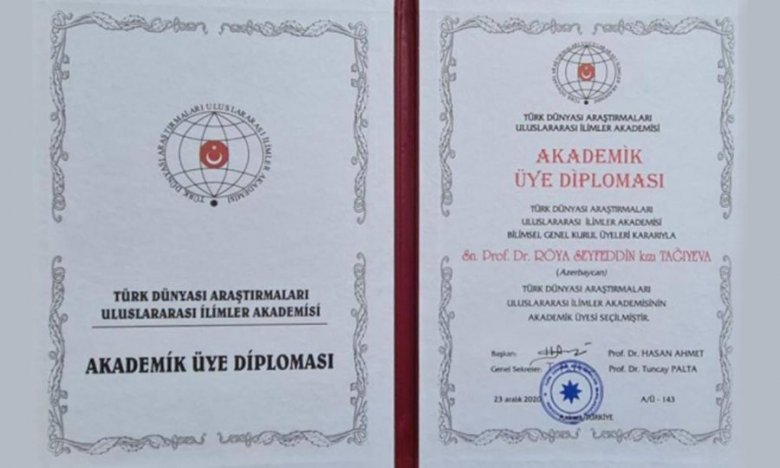 TÜRK DÜNYASI ARAŞTIRMALARI ULUSLARARASI İLİMLER AKADEMİSİ
TÜRK DÜNYASI ARAŞTIRMALARI
ULUSLARARASI İLİMLER AKADEMİSİ
AKADEMİK ÜYE DİPLOMASI
TÜRK DÜNYASI ARAŞTIRMALARI
ULUSLARARASI İLİMLER AKADEMİSİ
AKADEMİK
ÜYE DİPLOMASI
TÜRK DÜNYASI ARAŞTIRMALARI
ULUSLARARASI İLİMLER AKADEMİSİ
BİLİMSEL GENEL KURUL ÜYELERİ KARARIYLA
Sn. Prof. Dr. RÖYA SEYFEDDİN kızı TAĞIYEVA
(Azerbaycan)
TÜRK DÜNYASI ARAŞTIRMALARI
ULUSLARARASI İLİMLER AKADEMİSİNİN
AKADEMİK ÜYESİ SEÇİLMİŞTİR.
Başkan: Prof. Dr. HASAN AHMET
Genel Sekreter: Prof. Dr. Tuncay PALTA
23 aralık 2020 A/Ü - 143
TÜRKİYE